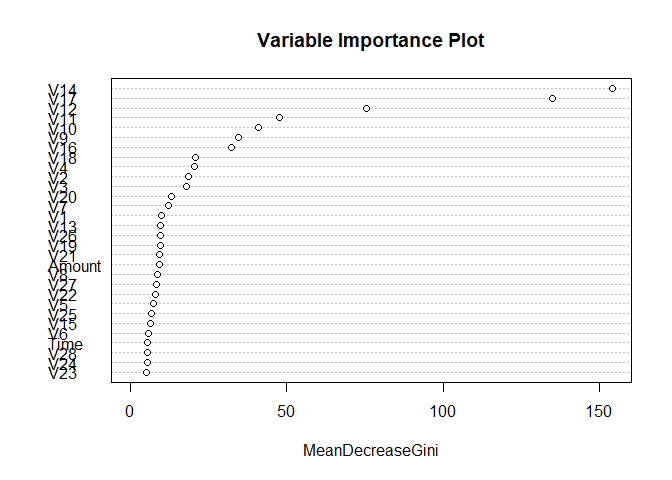 Variable Importance Plot
V14
V17
V12
V11
V10
V9
V16
V18
V4
V2
V3
V20
V7
V1
V13
V26
V19
V21
Amount
V8
V27
V22
V5
V25
V15
V6
Time
V28
V24
V23
0 50 100 150
MeanDecreaseGini